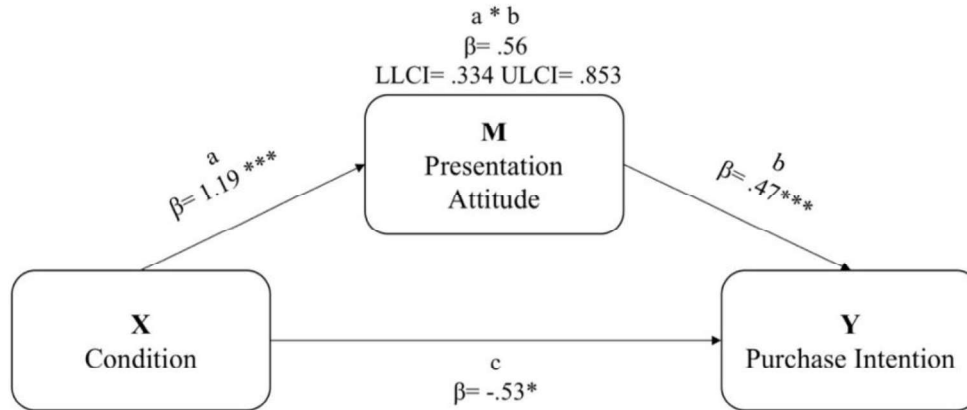 a * b
β= .56
LLCI= .334 ULCI= .853
M
Presentation
Attitude
a
β= 1.19 ***
b
β= .47***
X
Condition
Y
Purchase Intention
c
β= -.53*